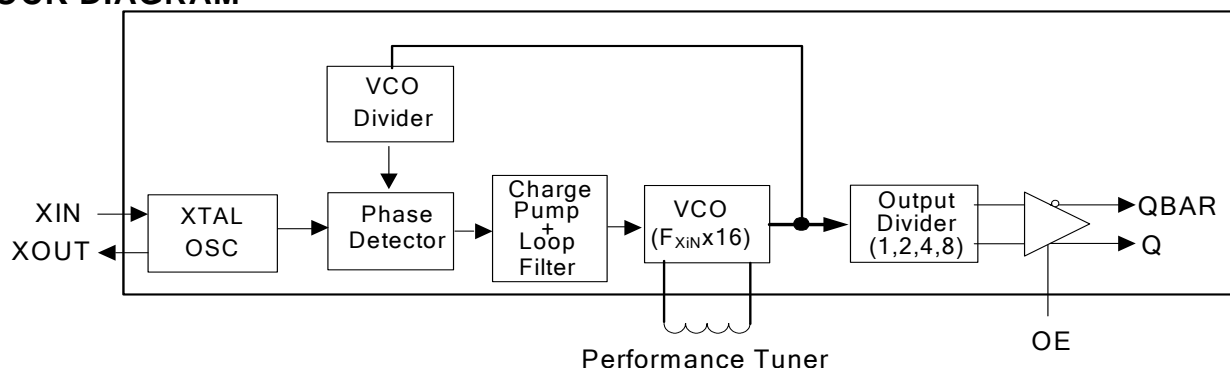 VCO
Divider
XIN
XOUT
XTAL
OSC
Phase
Detector
Charge
Pump
+
Loop
Filter
VCO
(FXiNx16)
Output
Divider
(1,2,4,8)
QBAR
Q
OE
Performance Tuner